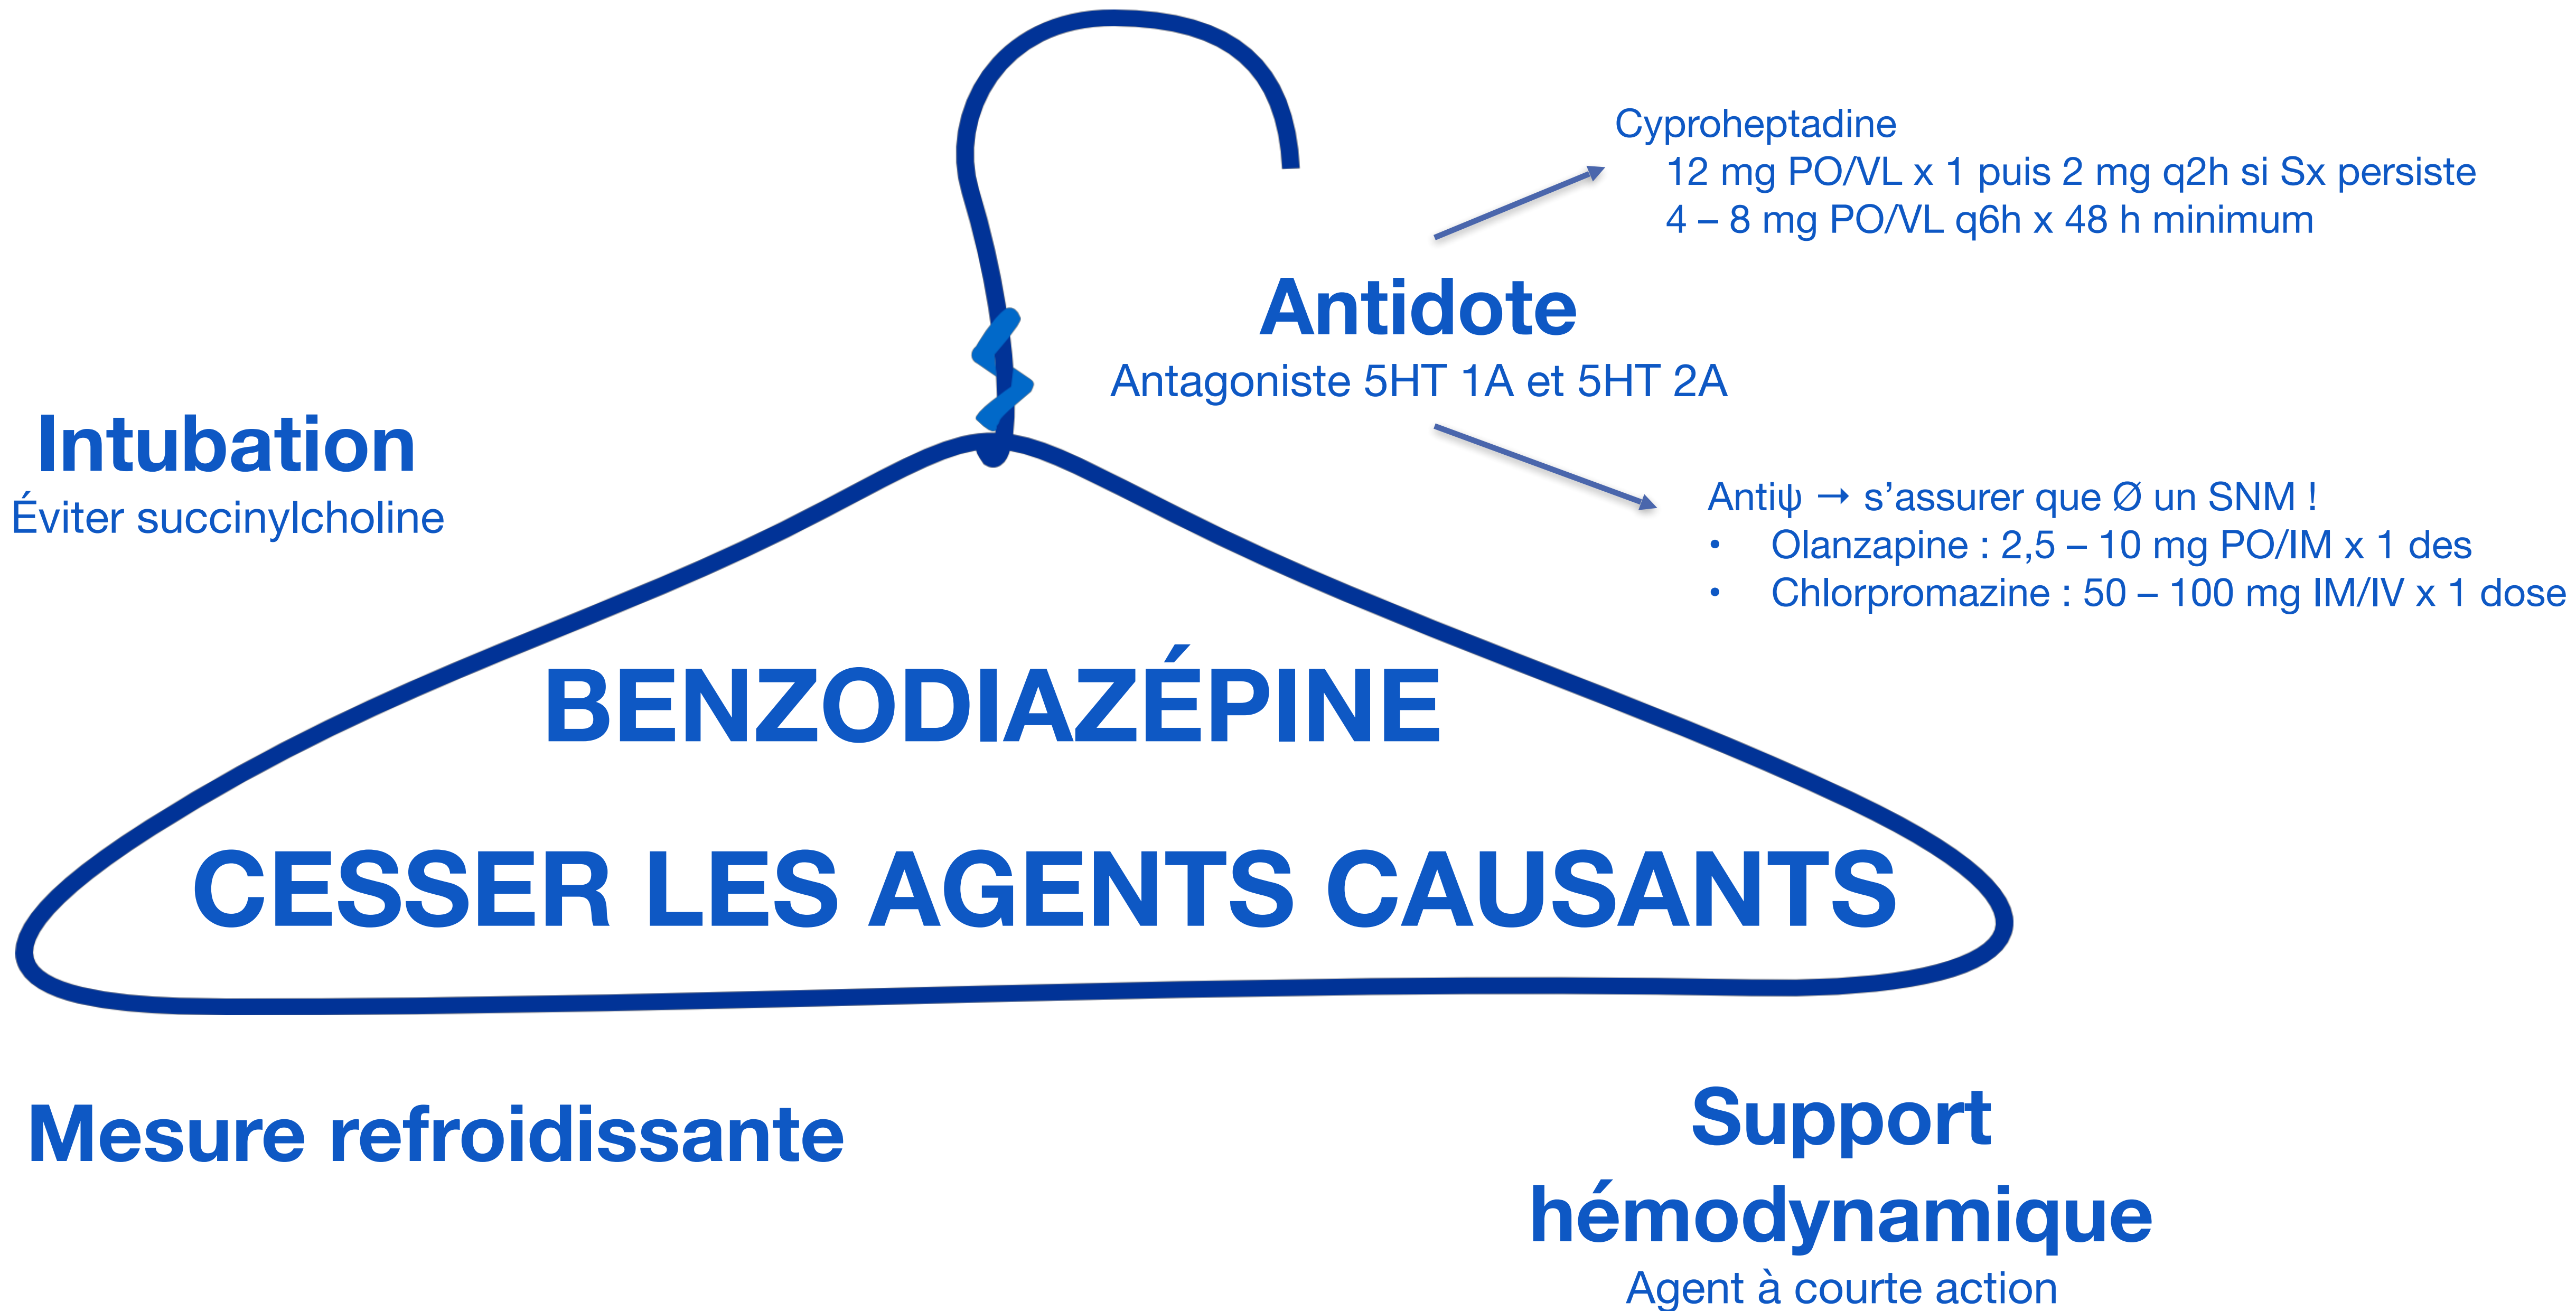 Cyproheptadine
12 mg PO/VL x 1 puis 2 mg q2h si Sx persiste
4 – 8 mg PO/VL q6h x 48 h minimum
Antidote
Antagoniste 5HT 1A et 5HT 2A
Intubation
Éviter succinylcholine
Antiψ → s’assurer que Ø un SNM !
• Olanzapine : 2,5 – 10 mg PO/IM x 1 des
• Chlorpromazine : 50 – 100 mg IM/IV x 1 dose
BENZODIAZÉPINE
CESSER LES AGENTS CAUSANTS
Mesure refroidissante
Support
hémodynamique
Agent à courte action